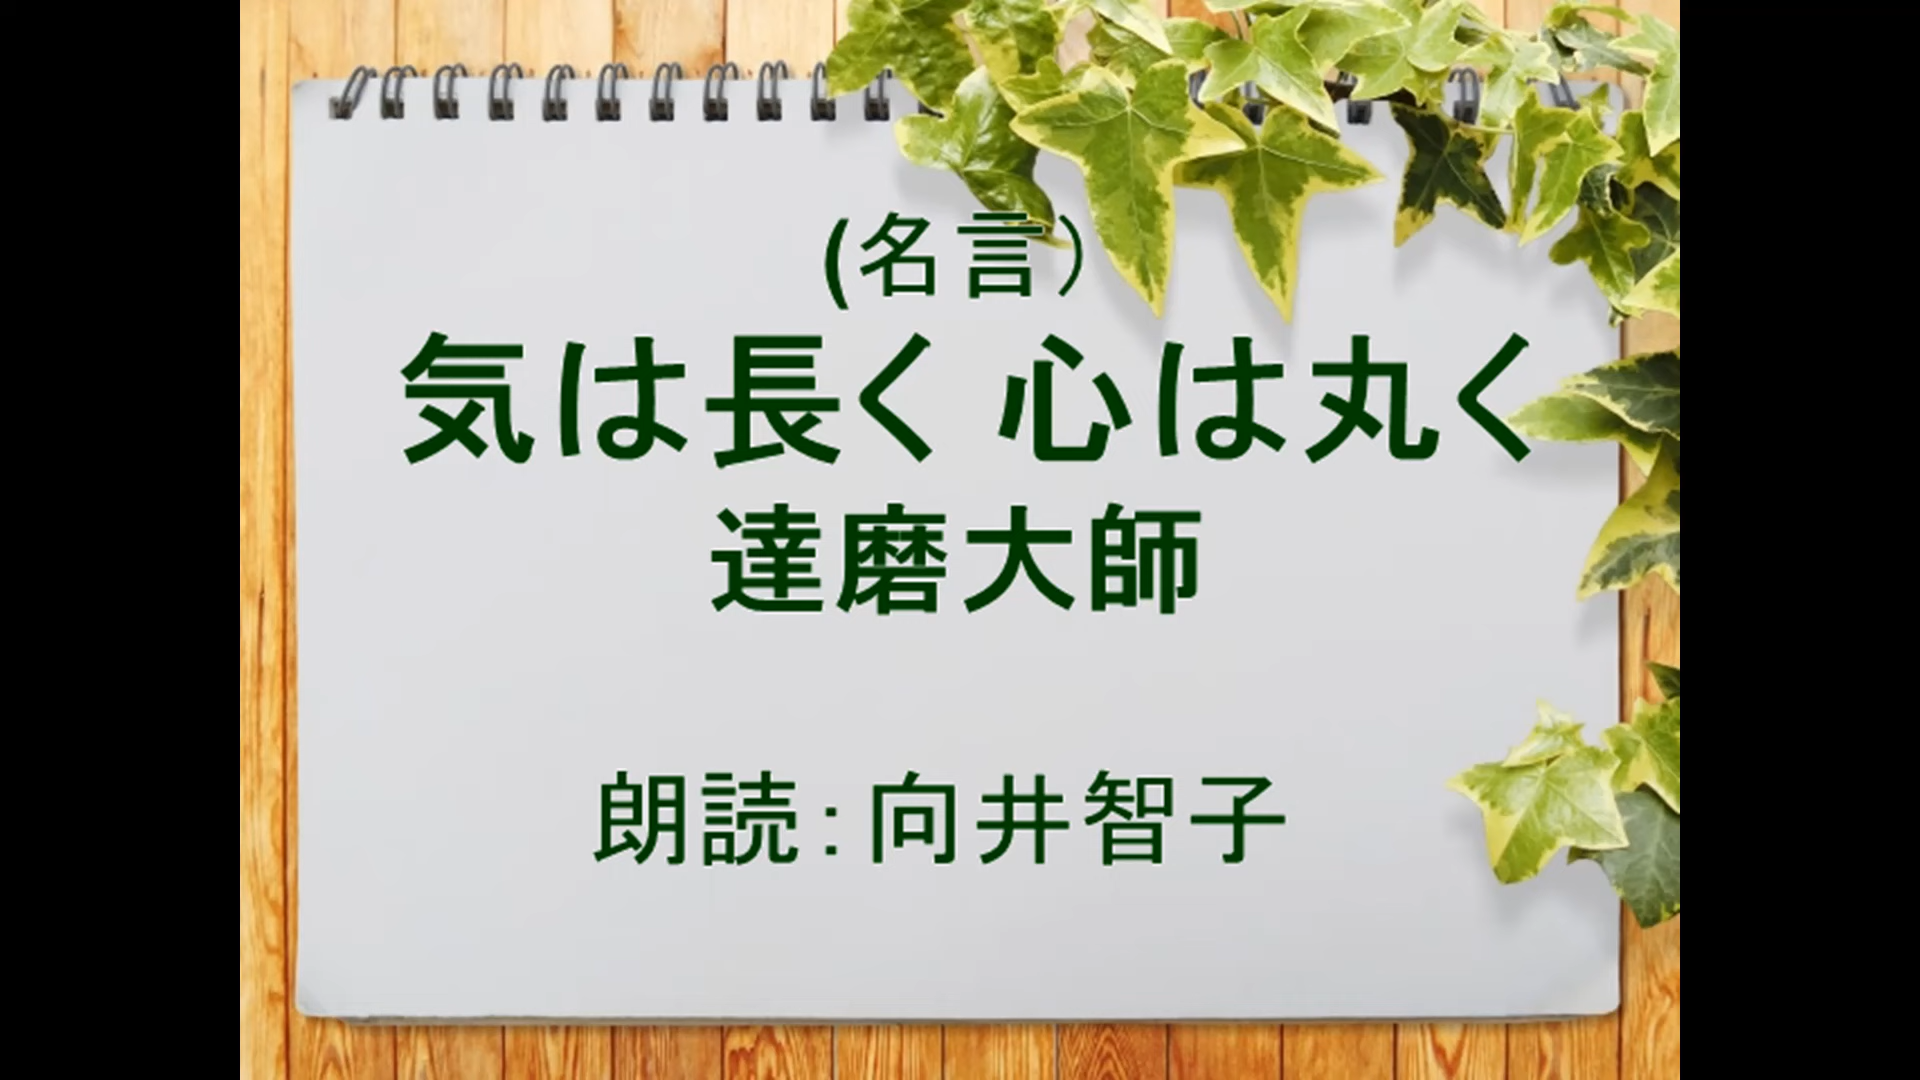 (名言）
気は長く 心は丸く
達磨大師
朗読：向井智子